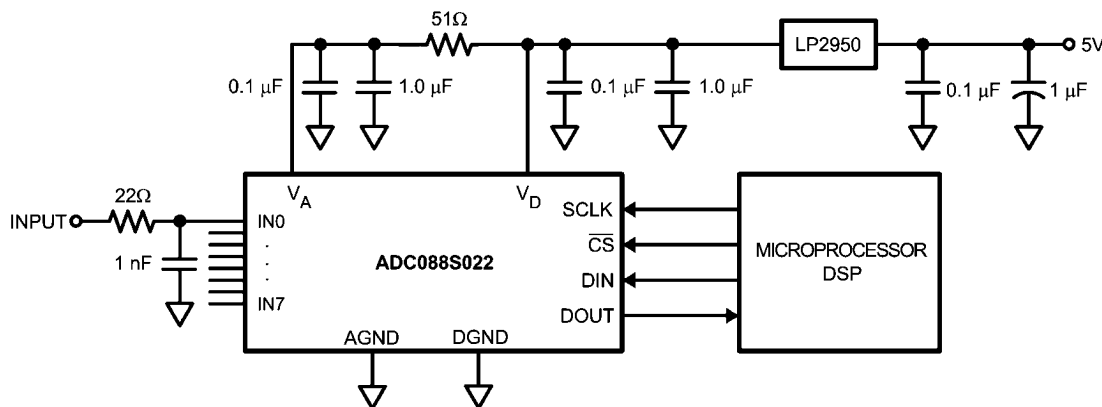 51Ω
LP2950
5V
0.1 µF
1.0 µF
0.1 µF
1.0 µF
0.1 µF
1 µF
V_A
V_D
22Ω
INPUT
IN0
SCLK
1 nF
.
.
.
ADC088S022
C̅S̅
MICROPROCESSOR
DSP
DIN
IN7
DOUT
AGND
DGND